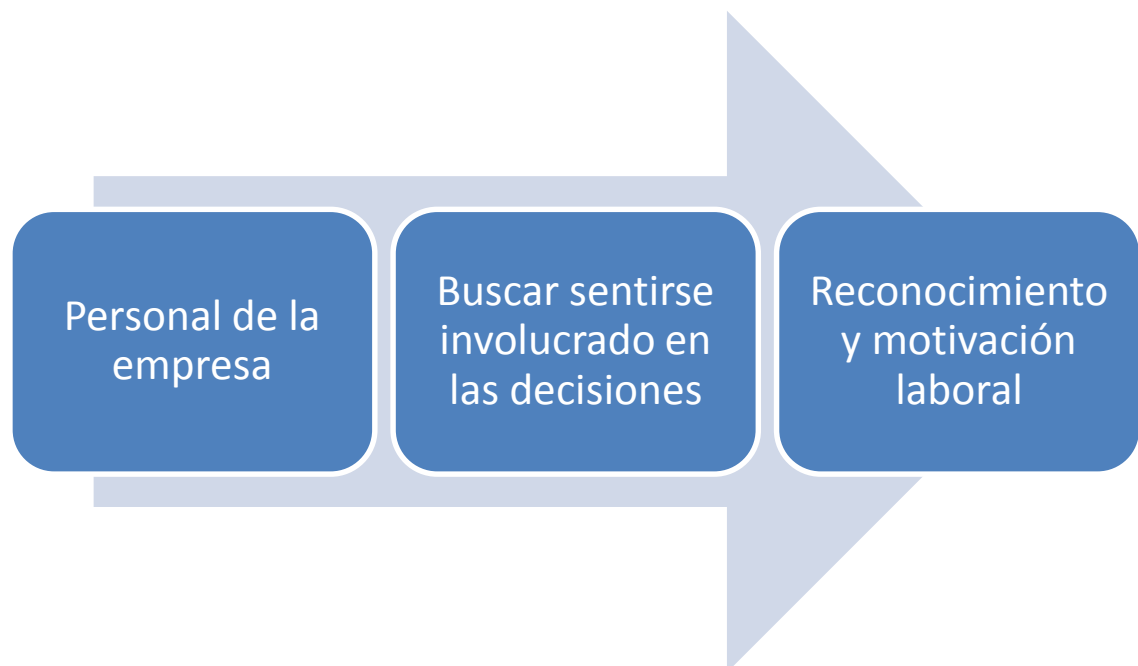 Personal de la
empresa
Buscar sentirse
involucrado en
las decisiones
Reconocimiento
y motivación
laboral